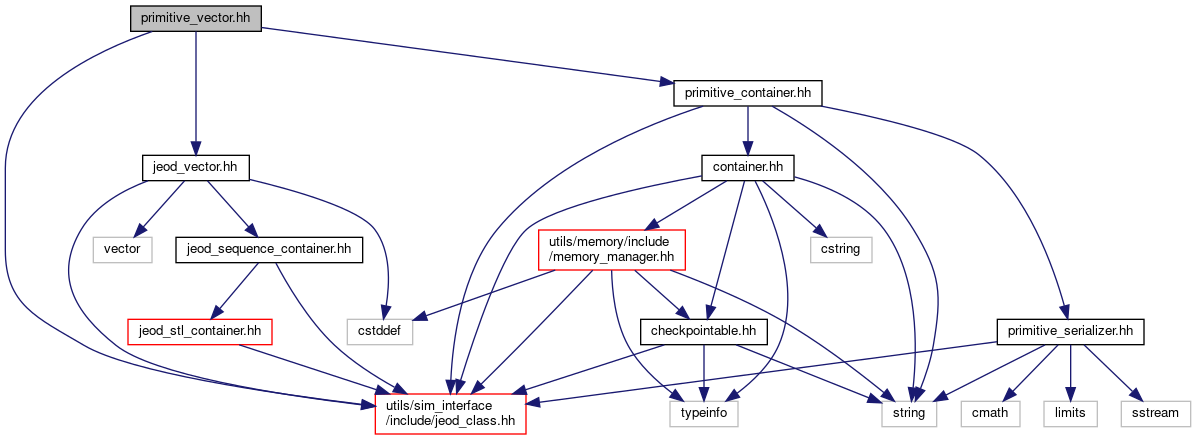 primitive_vector.hh
primitive_container.hh
jeod_vector.hh
container.hh
vector
jeod_sequence_container.hh
utils/memory/include
/memory_manager.hh
cstring
jeod_stl_container.hh
cstddef
checkpointable.hh
primitive_serializer.hh
utils/sim_interface
/include/jeod_class.hh
typeinfo
string
cmath
limits
sstream